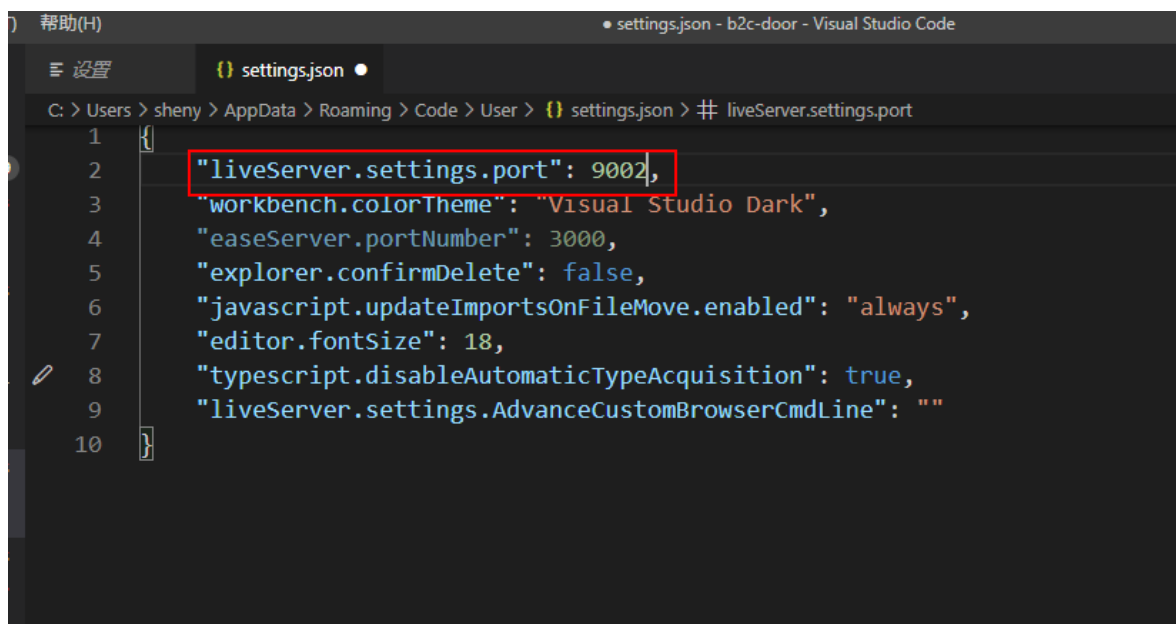 ) 帮助(H) ● settings.json - b2c-door - Visual Studio Code
设置 {} settings.json ●
C: > Users > sheny > AppData > Roaming > Code > User > {} settings.json > # liveServer.settings.port
1 {
2 "liveServer.settings.port": 9002,
3 "workbench.colorTheme": "Visual Studio Dark",
4 "easeServer.portNumber": 3000,
5 "explorer.confirmDelete": false,
6 "javascript.updateImportsOnFileMove.enabled": "always",
7 "editor.fontSize": 18,
8 "typescript.disableAutomaticTypeAcquisition": true,
9 "liveServer.settings.AdvanceCustomBrowserCmdLine": ""
10 }